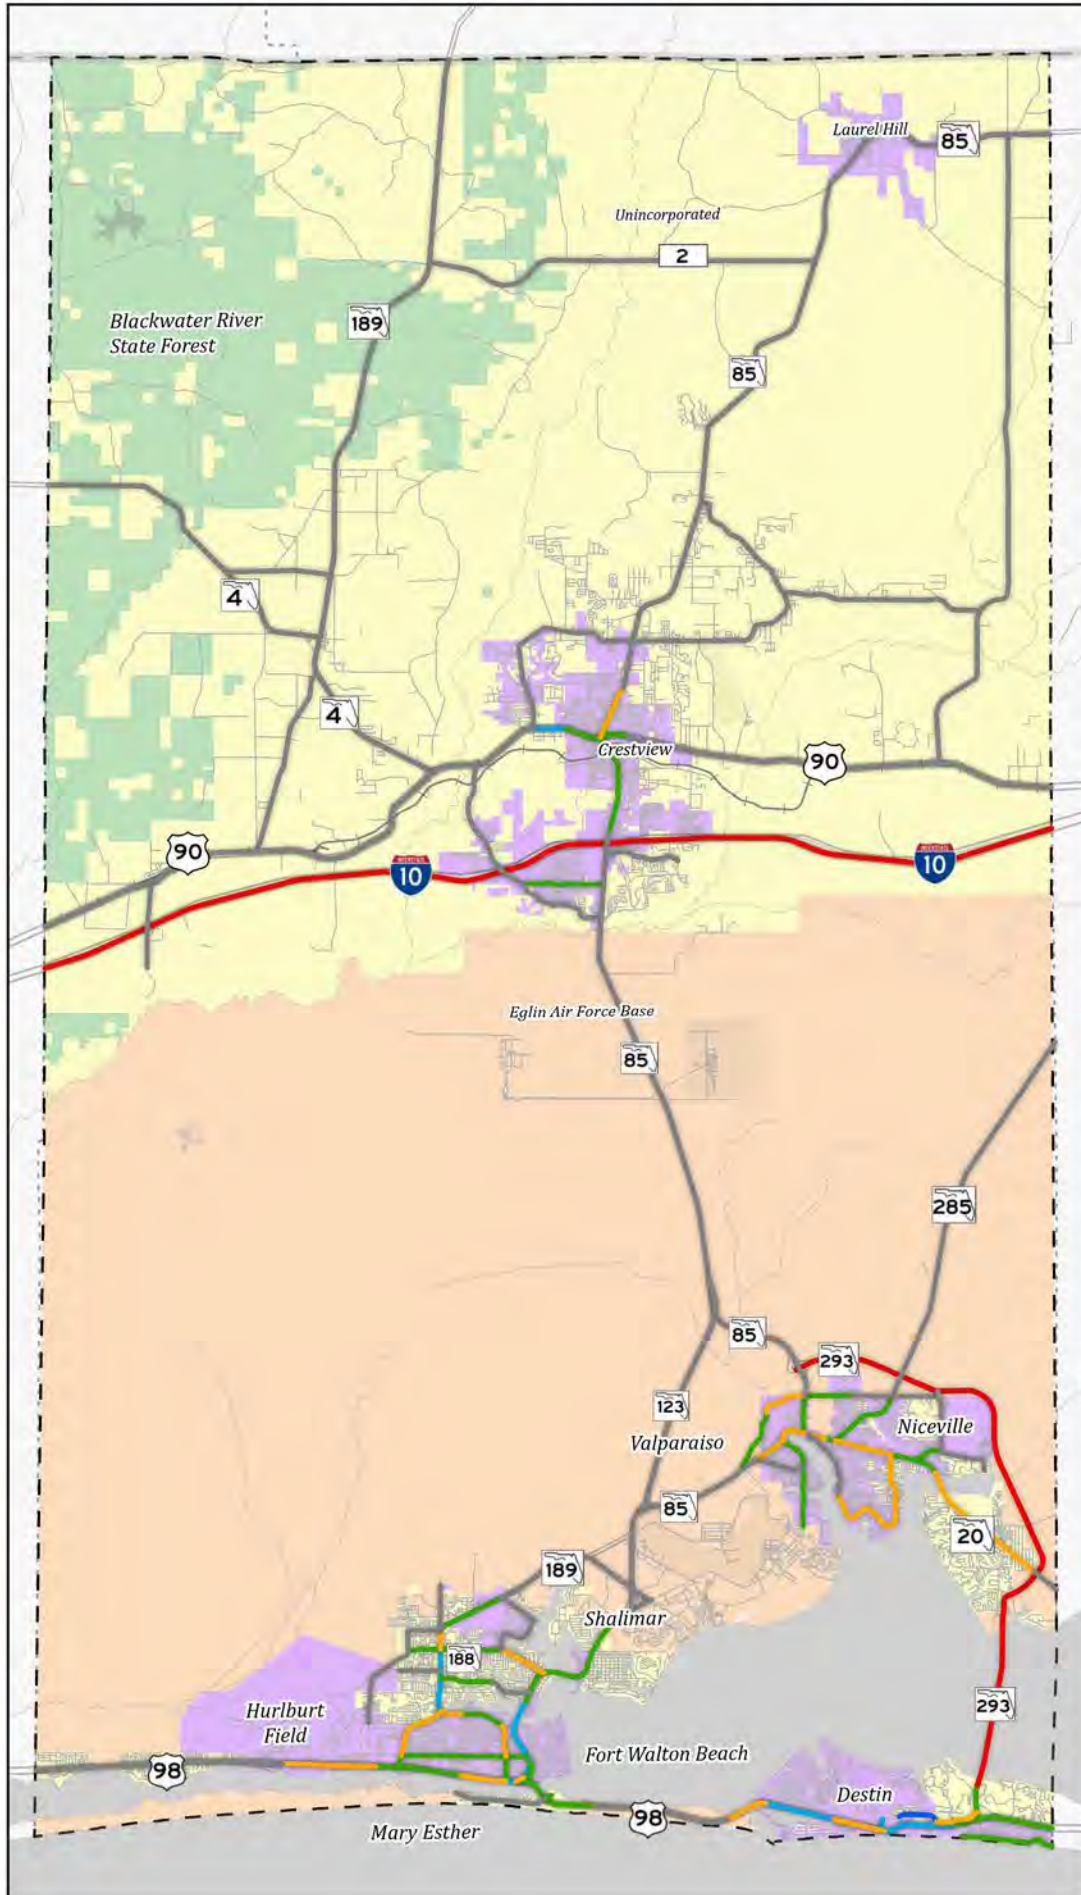 Laurel Hill
85
Unincorporated
2
Blackwater River
State Forest
189
85
4
4
Crestview
90
90
INTERSTATE
10
INTERSTATE
10
Eglin Air Force Base
85
285
85
293
123
Niceville
Valparaiso
85
20
189
Shalimar
188
293
Hurlburt
Field
Fort Walton Beach
98
Destin
98
Mary Esther